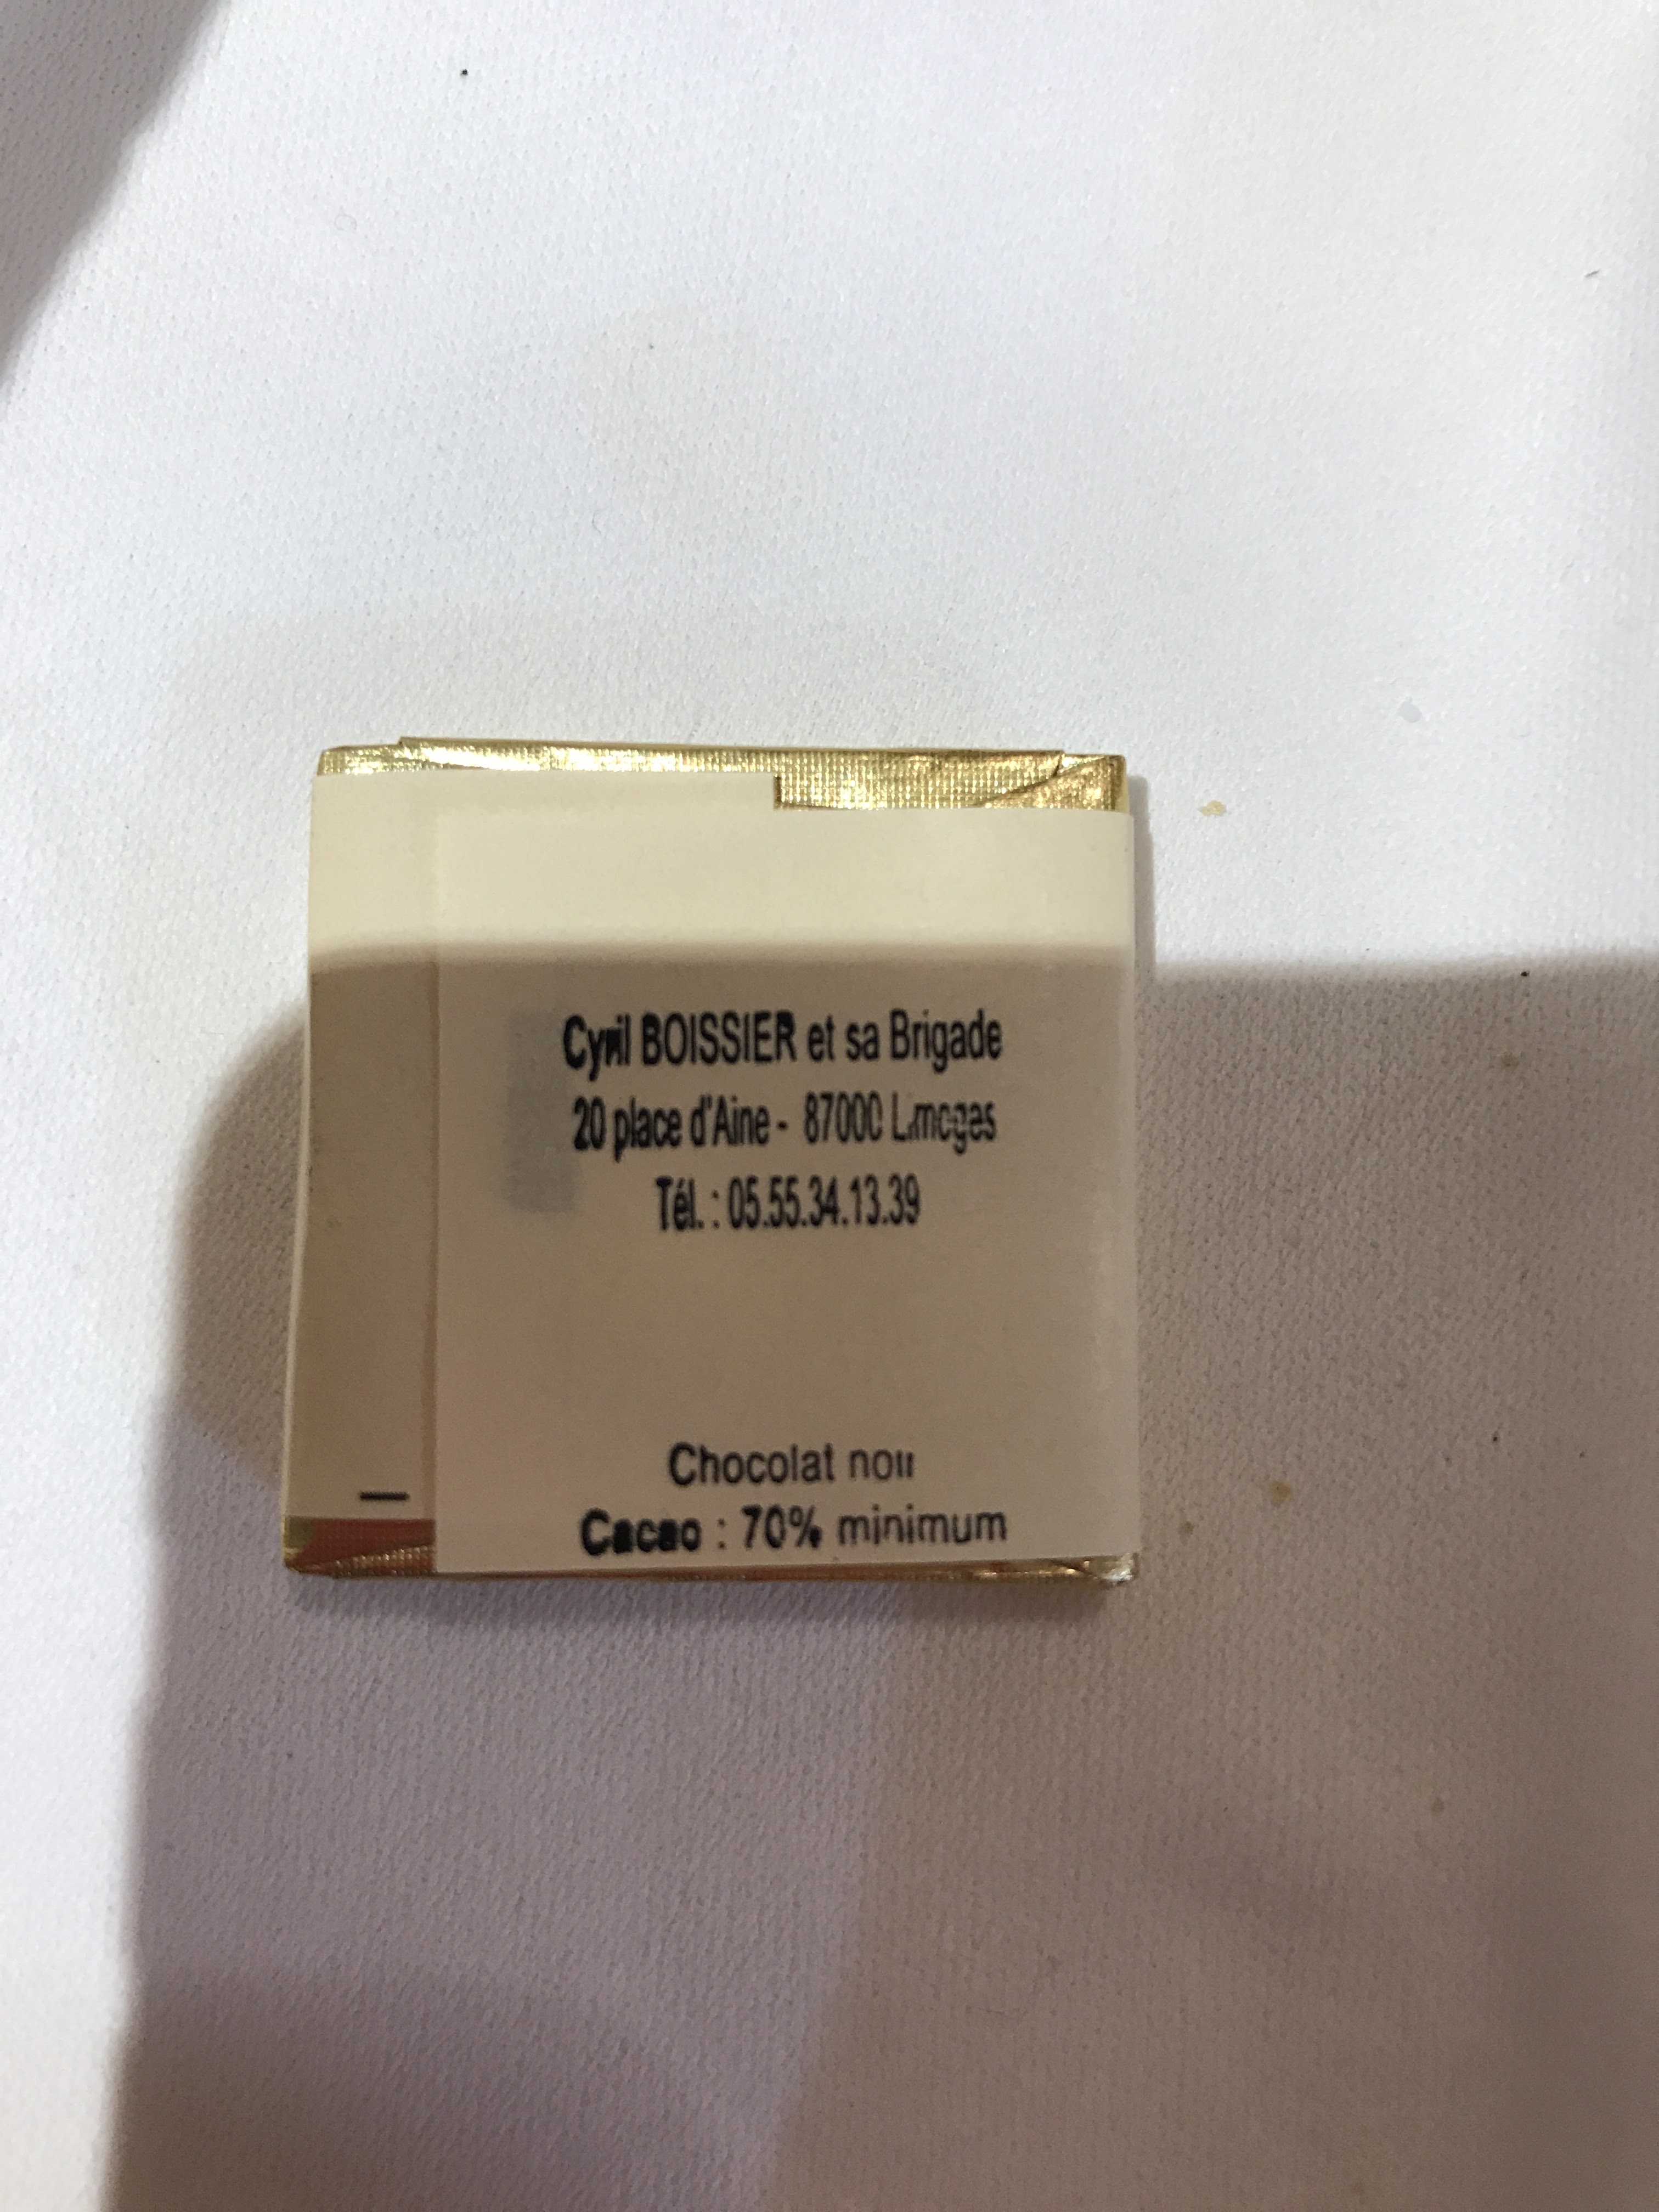 Cyril BOISSIER et sa Brigade
20 place d'Aine - 87000 Limoges
Tél. : 05.55.34.13.39
Chocolat noir
Cacao : 70% minimum